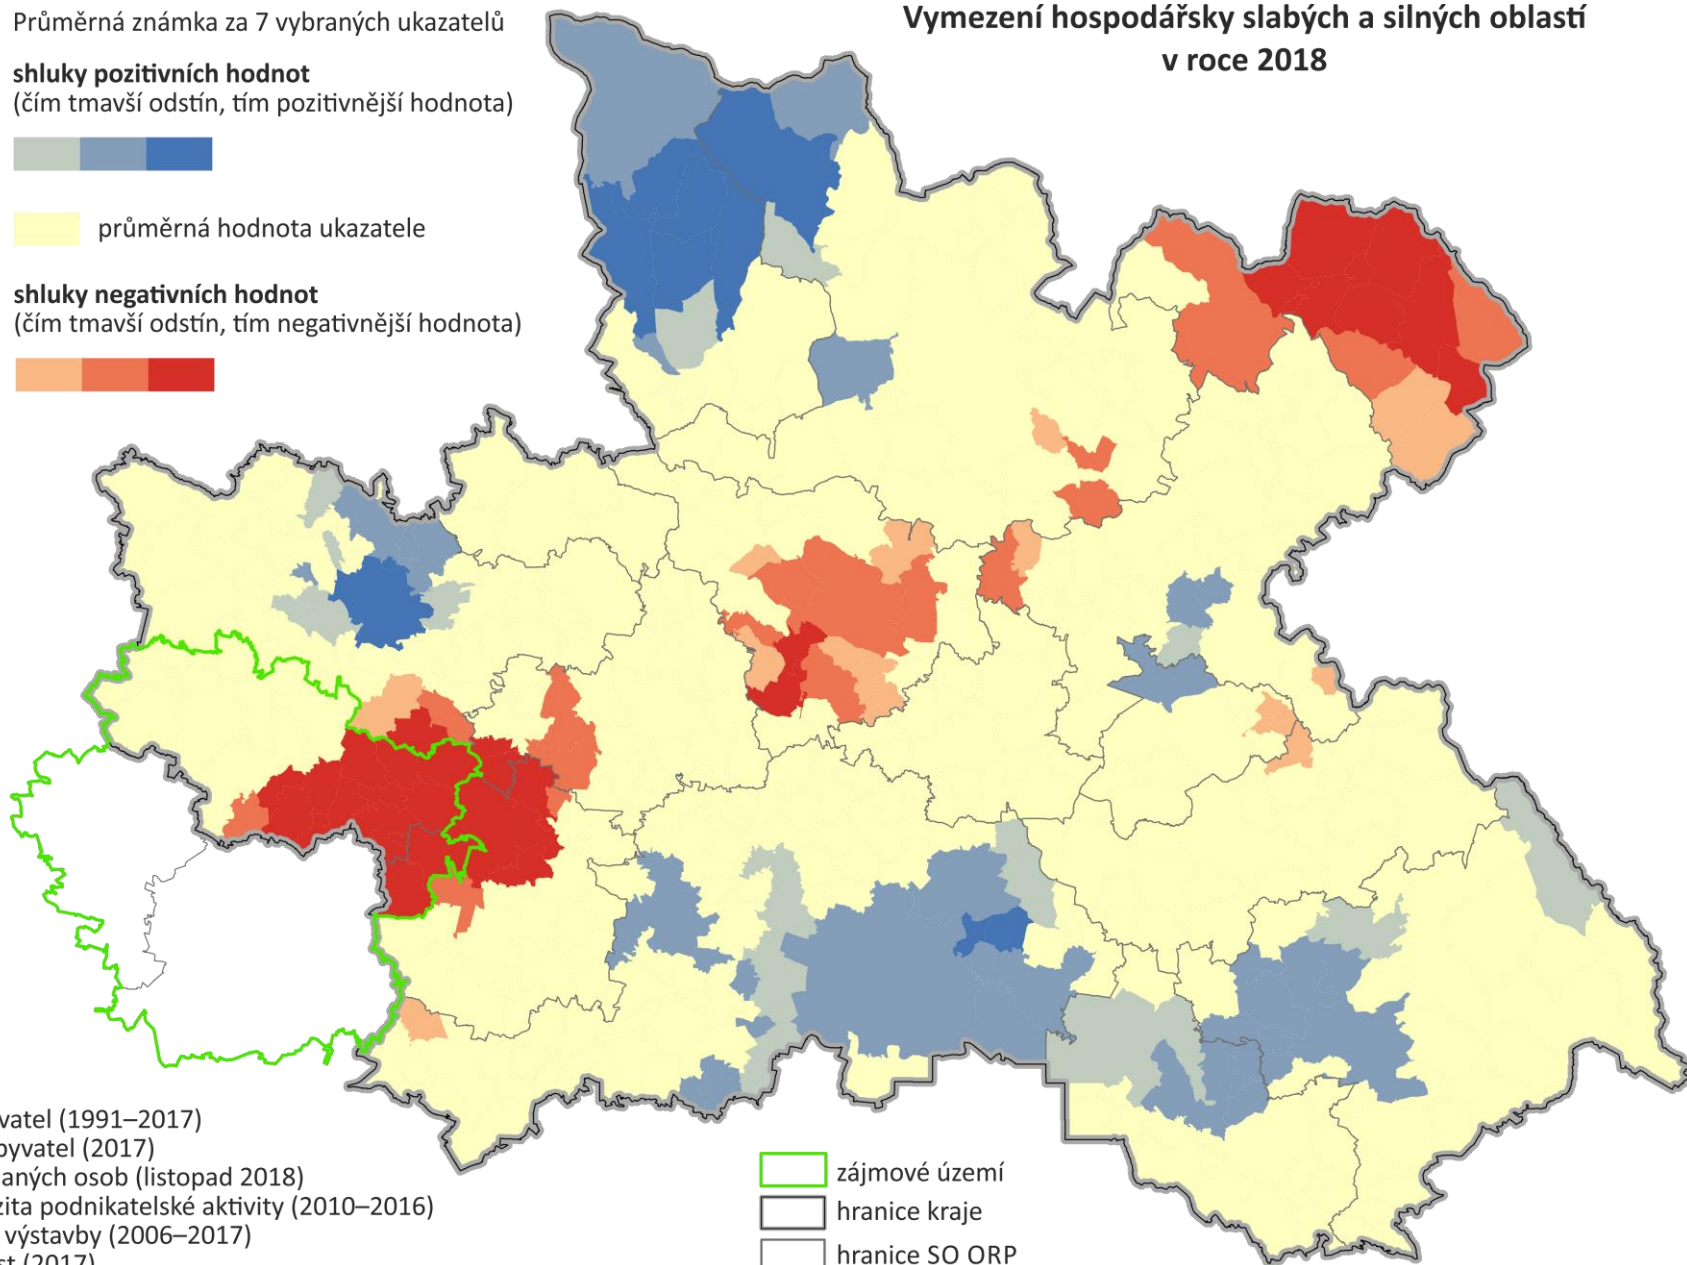 Průměrná známka za 7 vybraných ukazatelů
shluky pozitivních hodnot
(čím tmavší odstín, tím pozitivnější hodnota)
průměrná hodnota ukazatele
shluky negativních hodnot
(čím tmavší odstín, tím negativnější hodnota)
Vymezení hospodářsky slabých a silných oblastí
v roce 2018
vatel (1991–2017)
byvatel (2017)
aných osob (listopad 2018)
zita podnikatelské aktivity (2010–2016)
výstavby (2006–2017)
st (2017)
zájmové území
hranice kraje
hranice SO ORP